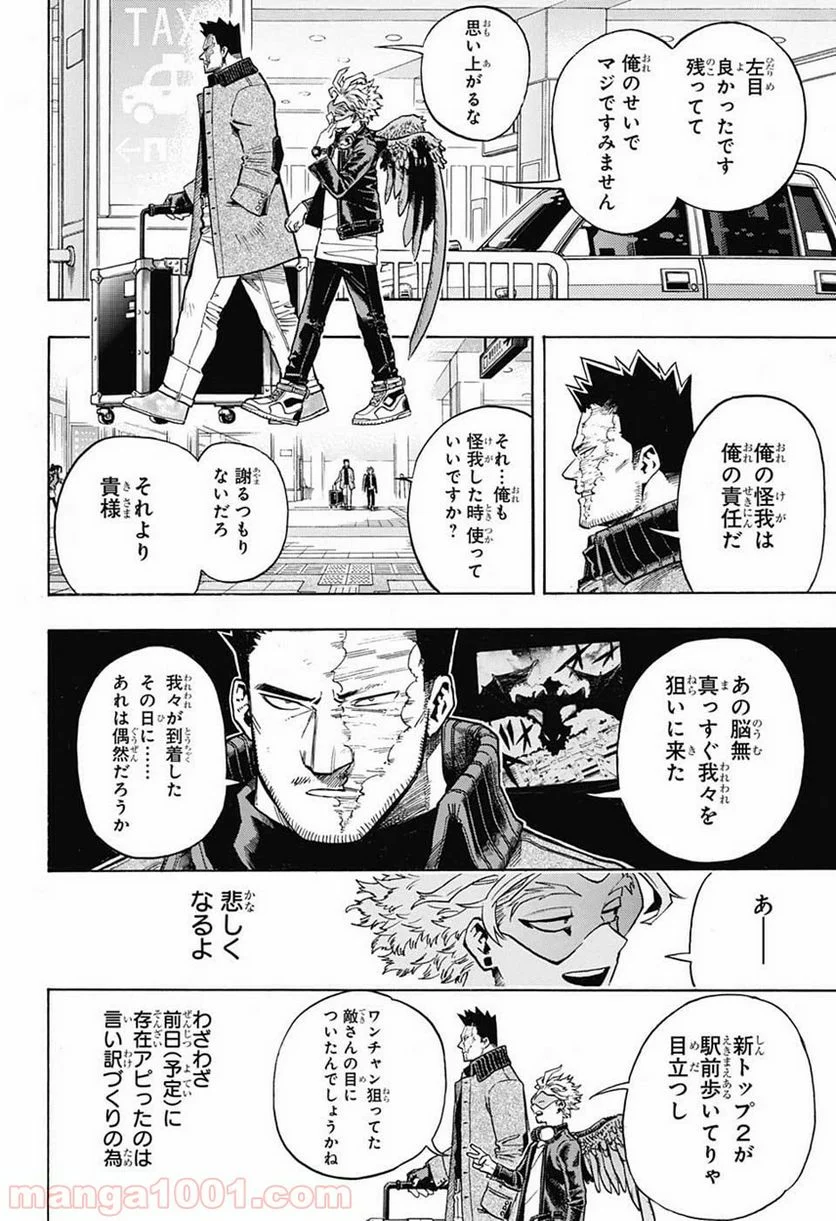 TAX
左目
良かったです
残ってて
俺のせいで
マジですみません
思い上がるな
俺の怪我は
俺の責任だ
それ…俺も
怪我した時使って
いいですか？
謝るつもり
ないだろ
それより
貴様
あの脳無
真っすぐ我々を
狙いに来た
我々が到着した
その日に……
あれは偶然だろうか
あ――
悲しく
なるよ
新トップ2が
駅前歩いてりゃ
目立つし
ワンチャン狙ってた
敵さんの目に
ついたんでしょうかね
わざわざ
前日（予定）に
存在アピったのは
言い訳づくりの為
manga1001.com